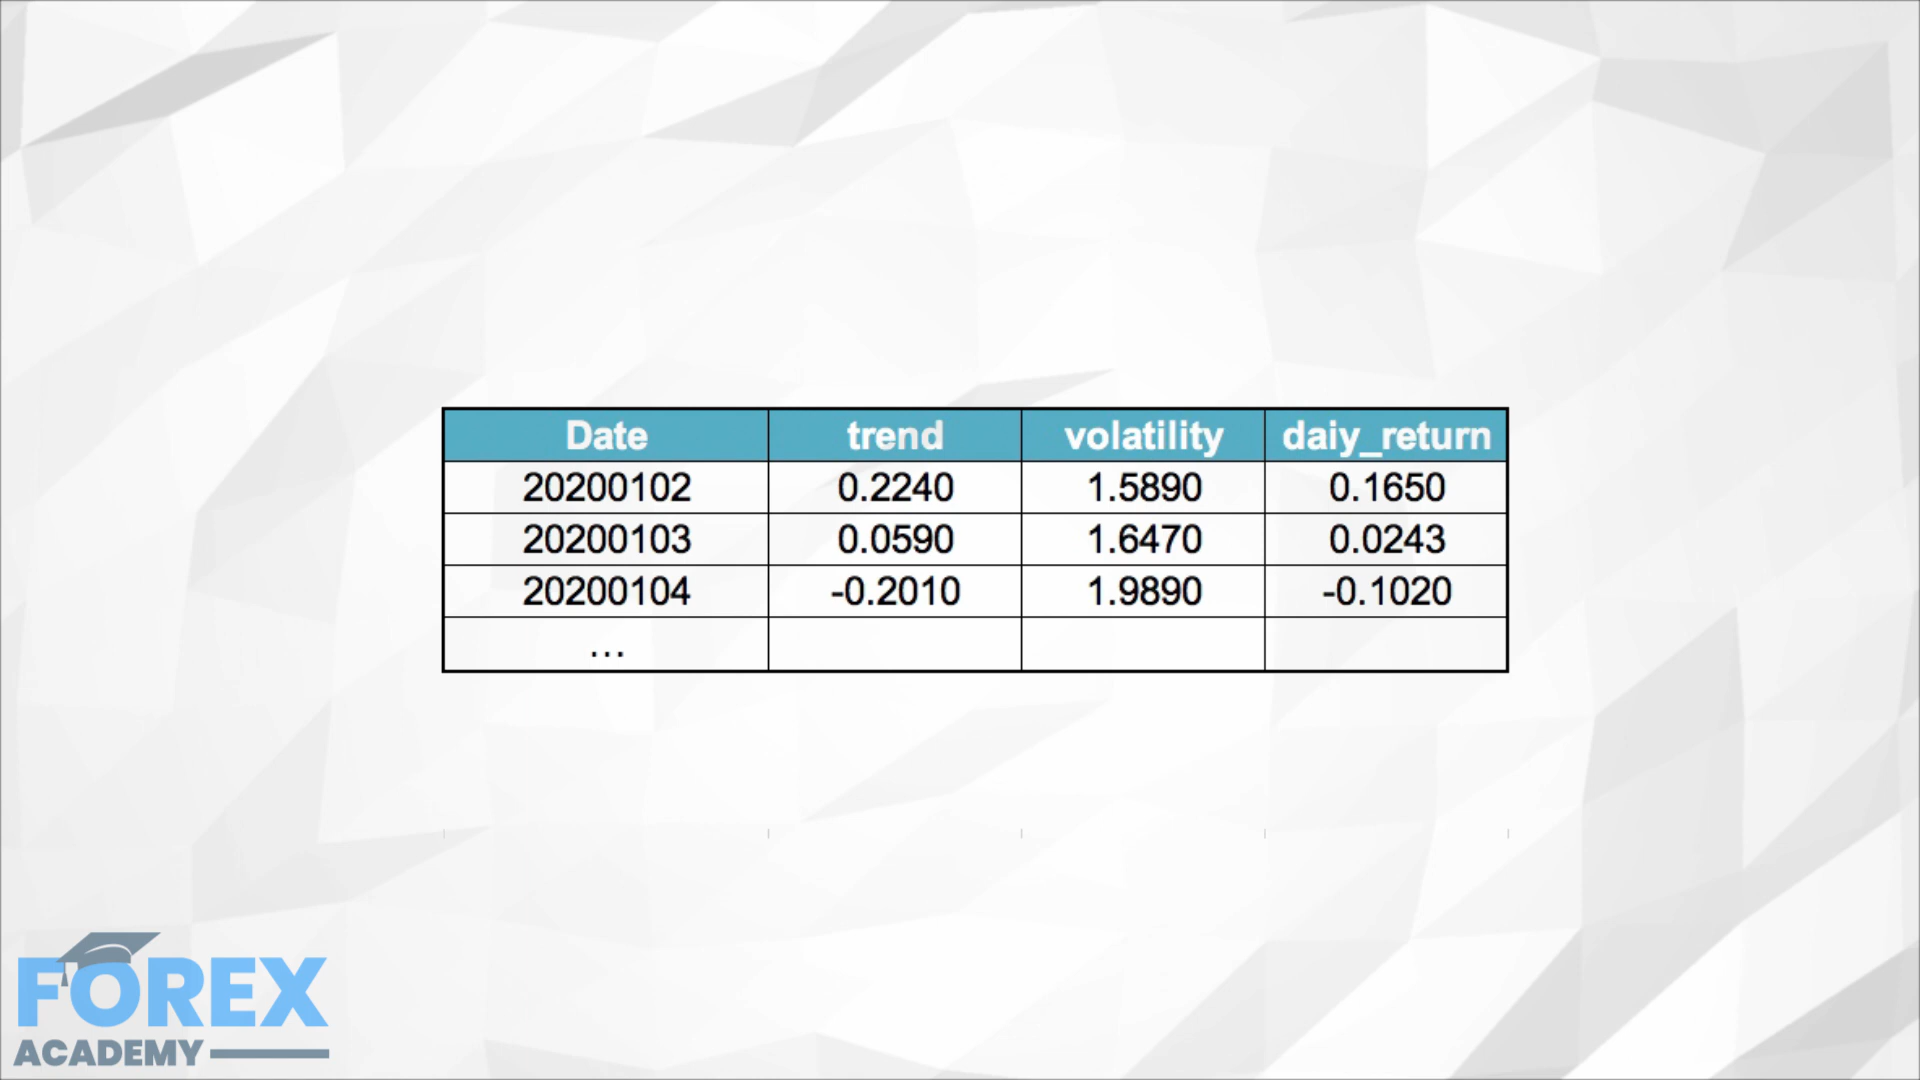 Date trend volatility daiy_return
20200102 0.2240 1.5890 0.1650
20200103 0.0590 1.6470 0.0243
20200104 -0.2010 1.9890 -0.1020
...
FOREX
ACADEMY